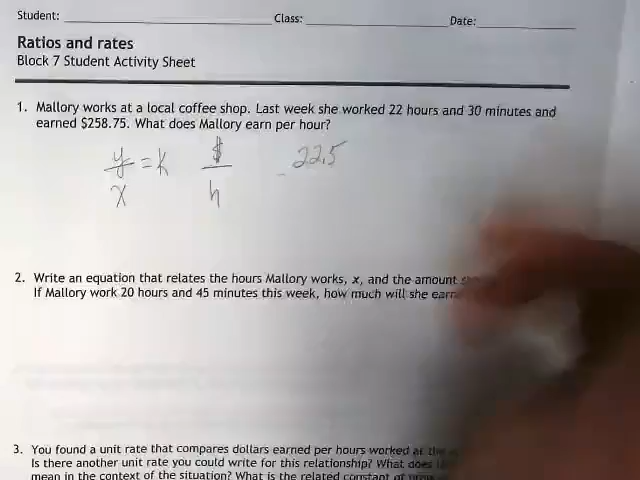 Student: Class: Date:
Ratios and rates
Block 7 Student Activity Sheet
1. Mallory works at a local coffee shop. Last week she worked 22 hours and 30 minutes and
earned $258.75. What does Mallory earn per hour?
y/x = k $/h 22.5
2. Write an equation that relates the hours Mallory works, x, and the amount
If Mallory work 20 hours and 45 minutes this week, how much will she earn
3. You found a unit rate that compares dollars earned per hours worked at the
Is there another unit rate you could write for this relationship? What does
mean in the context of the situation? What is the related constant of